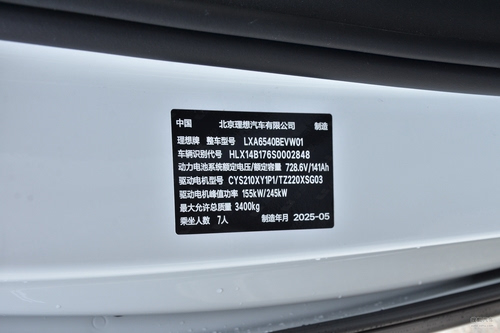 中国 北京理想汽车有限公司 制造
理想牌 整车型号 LXA6540BEVW01
车辆识别代号 HLX14B176S0002848
动力电池系统额定电压/额定容量 728.6V/141Ah
驱动电机型号 CYS210XY1P1/TZ220XSG03
驱动电机峰值功率 155kW/245kW
最大允许总质量 3400kg
乘坐人数 7人 制造年月 2025-05